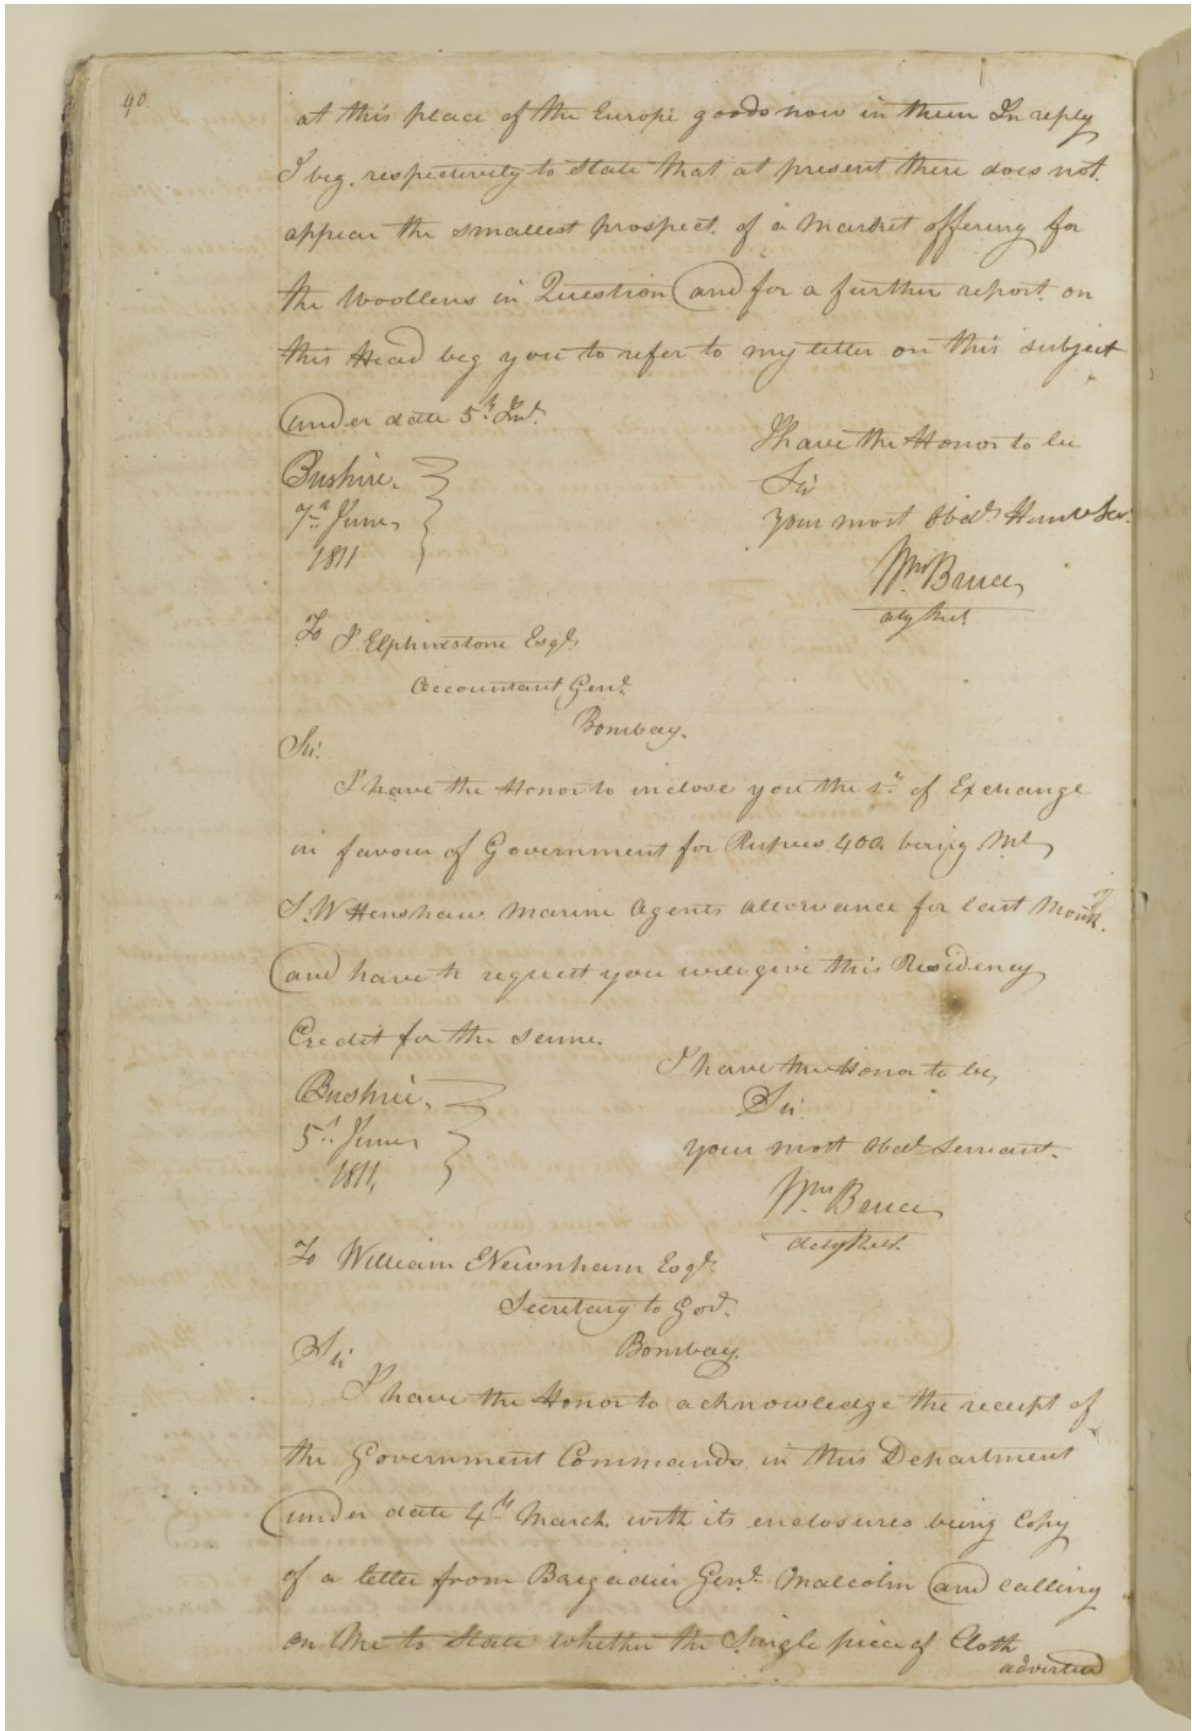 90.
at this place of the Europe goods now in them In reply
I beg respectively to State that at present there does not
appear the smallest prospect of a Market offering for
the Woollens in Question and for a further report on
this Head beg you to refer to my letter on this subject
under date 5th Inst.
I have the Honor to be
Bushire.
Sir
7th June
your most Obedt. Humle Ser.
1811
Wm. Bruce
actg Rest.
To J Elphinstone Esqr.
Accountant Genl.
Bombay.
Sir.
I have the Honor to inclose you the 1st. of Exchange
in favour of Government for Rupees 400 being Mr
S. W Henshaw Marine Agents allowance for last Month.
and have to request you will give this Residency
Credit for the same.
I have the Honor to be,
Bushire.
Sir.
5th. June
your most Obedt. Servant.
1811,
Wm. Bruce
actg Rest.
To William Newnham Esqr.
Secretary to Govt.
Bombay.
Sir
I have the Honor to acknowledge the receipt of
the Government Commands in this Department
under date 4th March with its enclosures being Copy
of a letter from Brigadier Genl. Malcolm and calling
on Me to State whether the Single piece of Cloth
adverted